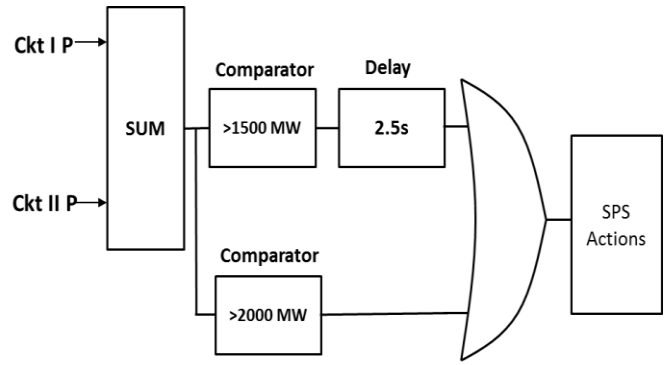 Ckt I P
Comparator
Delay
SUM
>1500 MW
2.5s
Ckt II P
SPS
Actions
Comparator
>2000 MW